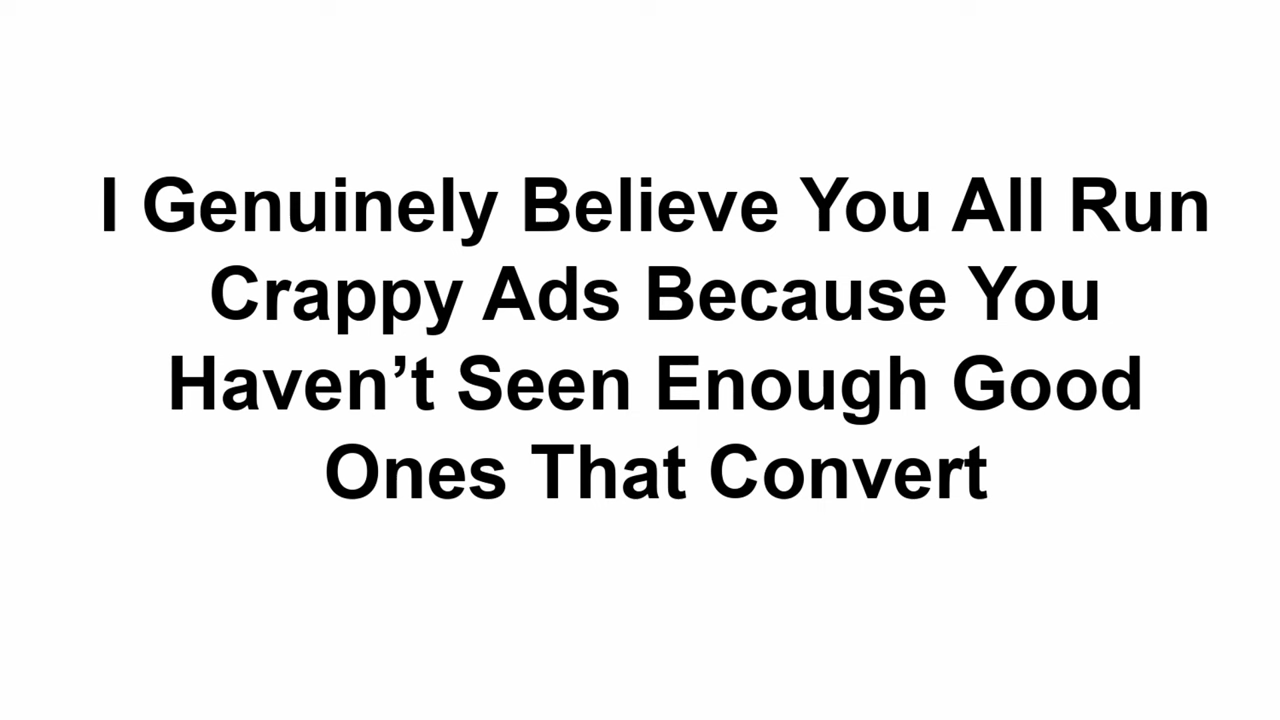 I Genuinely Believe You All Run
Crappy Ads Because You
Haven’t Seen Enough Good
Ones That Convert